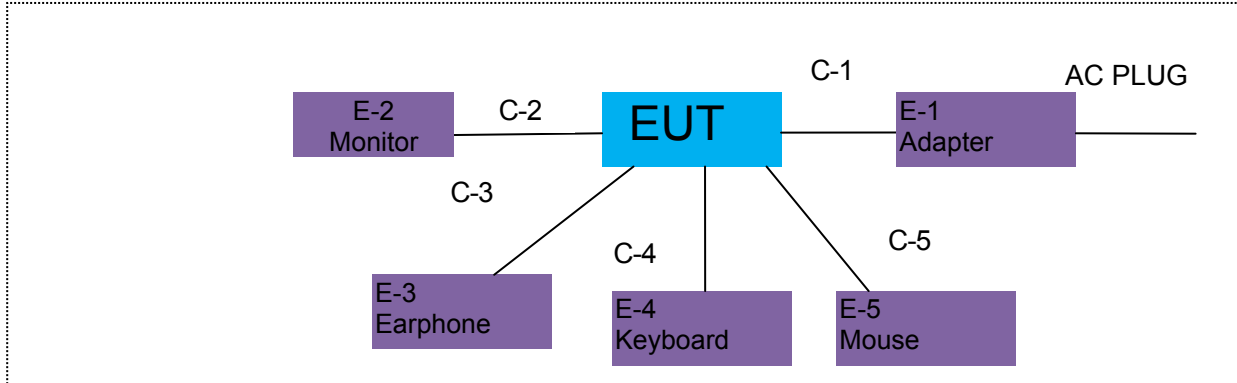 C-1
AC PLUG
E-2
Monitor
C-2
EUT
E-1
Adapter
C-3
C-4
C-5
E-3
Earphone
E-4
Keyboard
E-5
Mouse